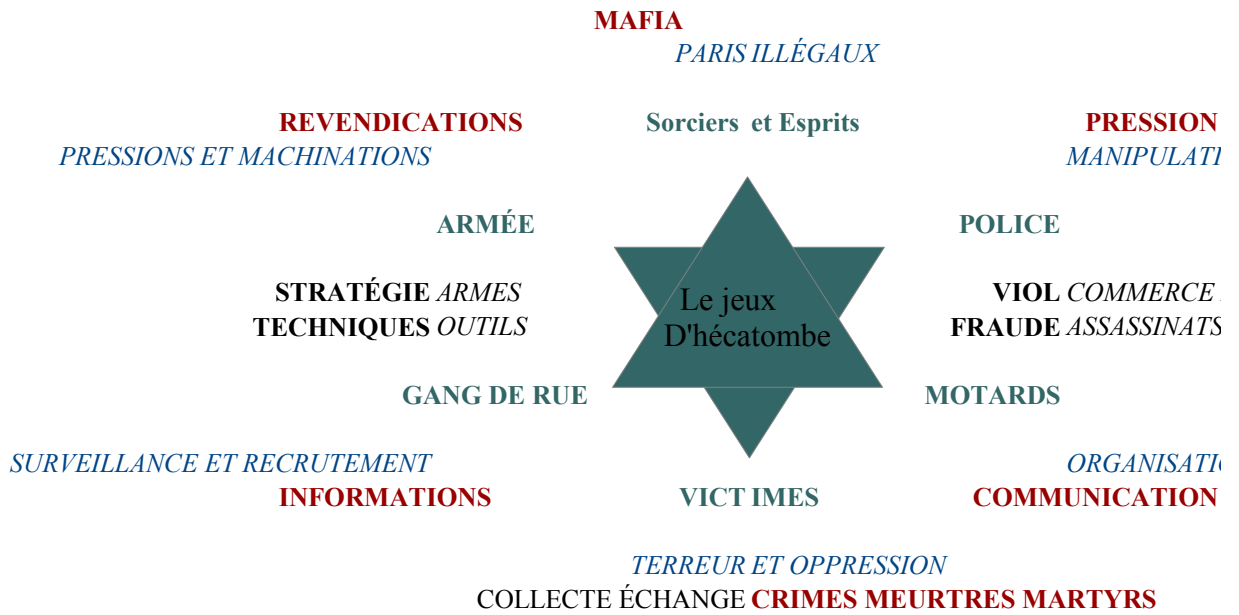 MAFIA
PARIS ILLÉGAUX
REVENDICATIONS Sorciers et Esprits PRESSION
PRESSIONS ET MACHINATIONS MANIPULATI
ARMÉE POLICE
STRATÉGIE ARMES Le jeux VIOL COMMERCE
TECHNIQUES OUTILS D'hécatombe FRAUDE ASSASSINATS
GANG DE RUE MOTARDS
SURVEILLANCE ET RECRUTEMENT ORGANISATI
INFORMATIONS VICT IMES COMMUNICATION
TERREUR ET OPPRESSION
COLLECTE ÉCHANGE CRIMES MEURTRES MARTYRS